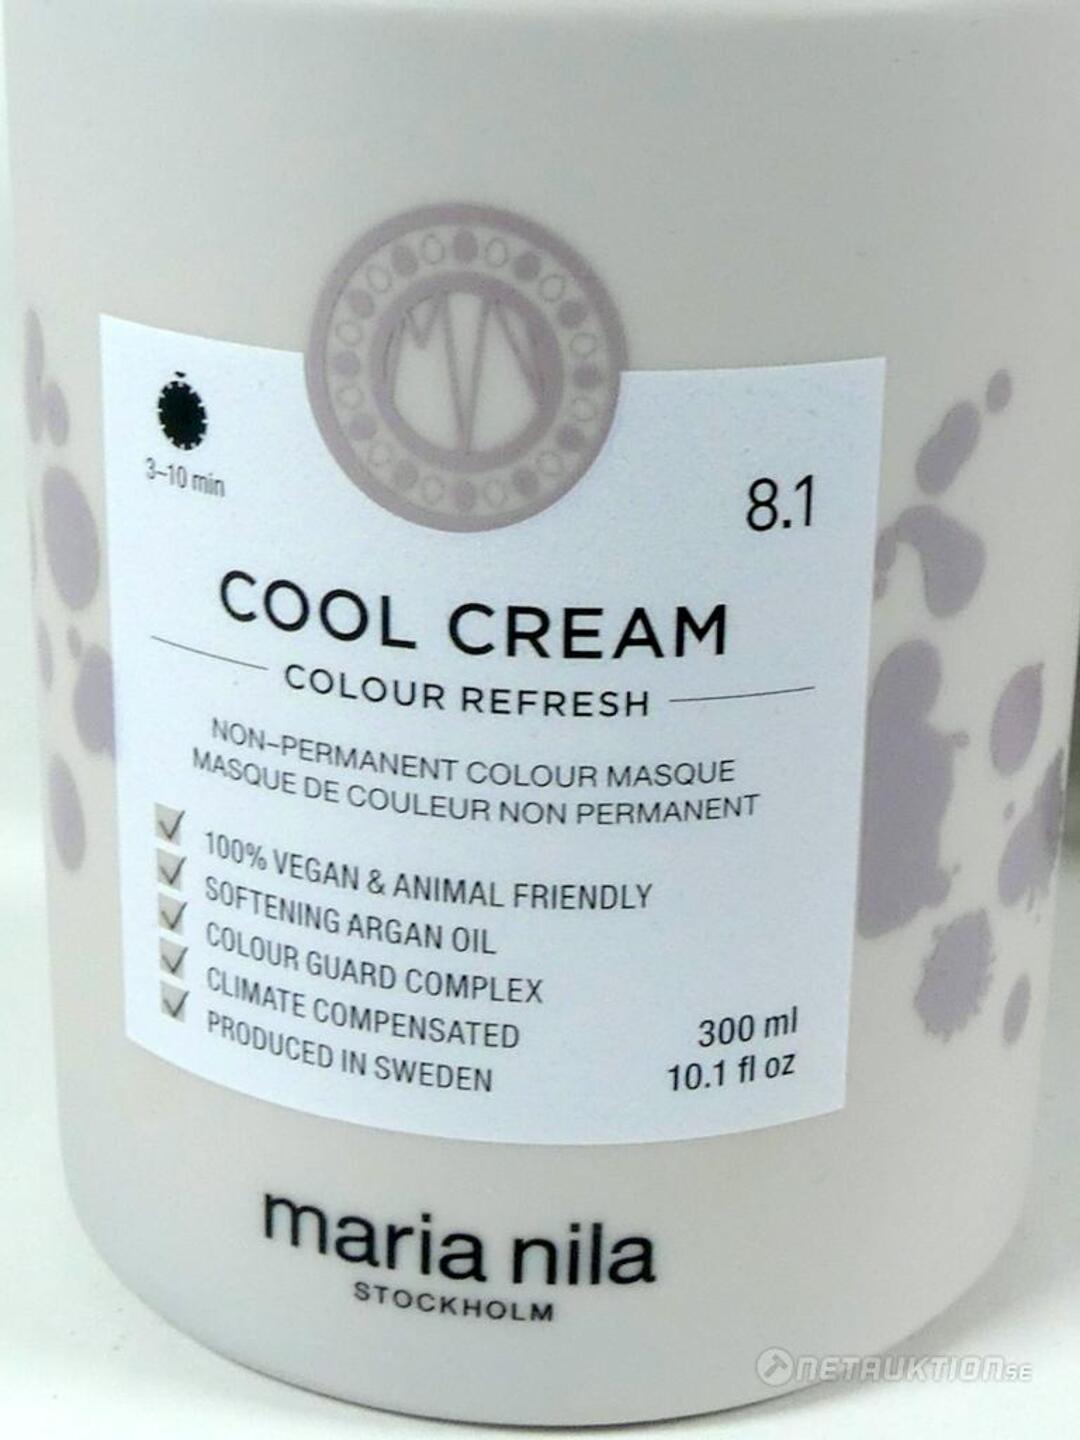 3–10 min
8.1
COOL CREAM
COLOUR REFRESH
NON-PERMANENT COLOUR MASQUE
MASQUE DE COULEUR NON PERMANENT
100% VEGAN & ANIMAL FRIENDLY
SOFTENING ARGAN OIL
COLOUR GUARD COMPLEX
CLIMATE COMPENSATED
PRODUCED IN SWEDEN
300 ml
10.1 fl oz
maria nila
STOCKHOLM
NETAUKTION.SE